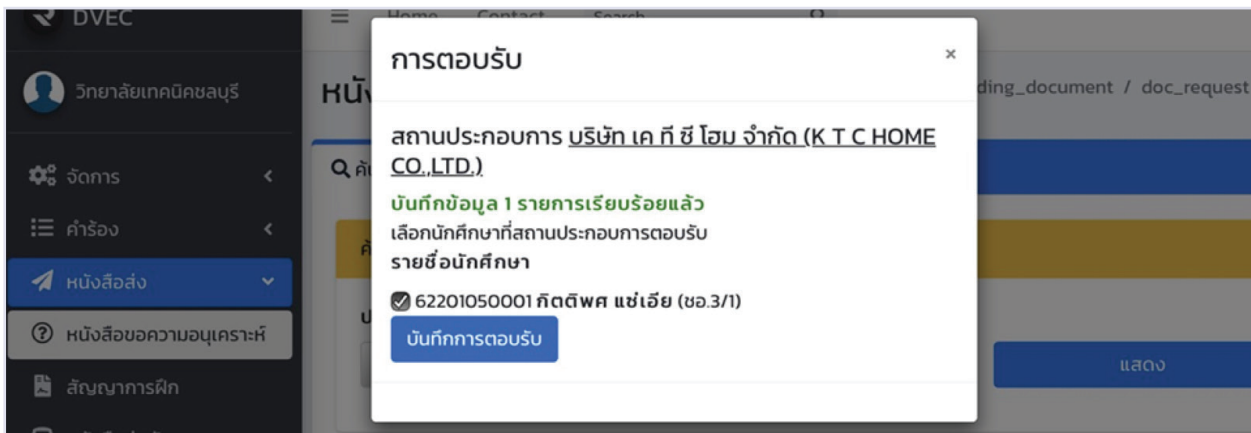 DVEC
Home Contact Search
วิทยาลัยเทคนิคชลบุรี
จัดการ
คำร้อง
หนังสือส่ง
หนังสือขอความอนุเคราะห์
สัญญาการฝึก
ding_document / doc_request
การตอบรับ
×
สถานประกอบการ บริษัท เค ที ซี โฮม จำกัด (K T C HOME
CO.,LTD.)
บันทึกข้อมูล 1 รายการเรียบร้อยแล้ว
เลือกนักศึกษาที่สถานประกอบการตอบรับ
รายชื่อนักศึกษา
62201050001 กิตติพศ แซ่เอีย (ชอ.3/1)
บันทึกการตอบรับ
แสดง